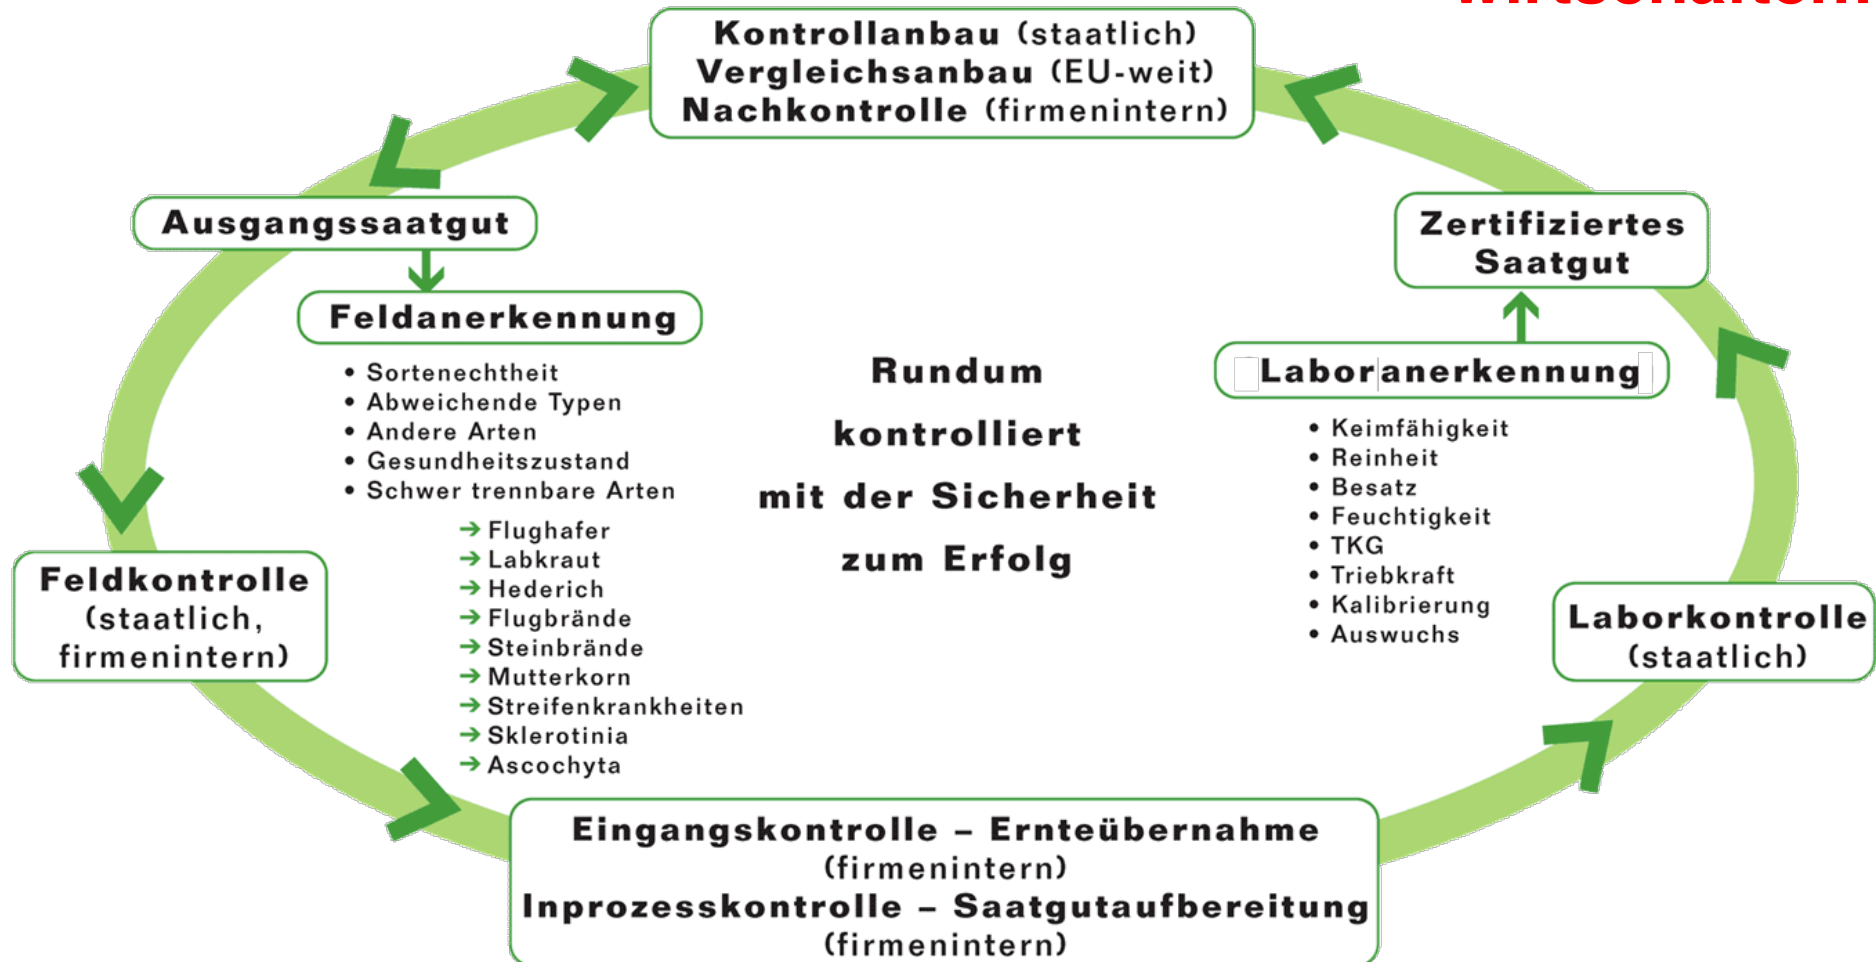 Kontrollanbau (staatlich)
Vergleichsanbau (EU-weit)
Nachkontrolle (firmenintern)
Ausgangssaatgut
Feldanerkennung
• Sortenechtheit
• Abweichende Typen
• Andere Arten
• Gesundheitszustand
• Schwer trennbare Arten
→ Flughafer
→ Labkraut
→ Hederich
→ Flugbrände
→ Steinbrände
→ Mutterkorn
→ Streifenkrankheiten
→ Sklerotinia
→ Ascochyta
Feldkontrolle
(staatlich,
firmenintern)
Rundum
kontrolliert
mit der Sicherheit
zum Erfolg
Zertifiziertes
Saatgut
Laboranerkennung
• Keimfähigkeit
• Reinheit
• Besatz
• Feuchtigkeit
• TKG
• Triebkraft
• Kalibrierung
• Auswuchs
Laborkontrolle
(staatlich)
Eingangskontrolle – Ernteübernahme
(firmenintern)
Inprozesskontrolle – Saatgutaufbereitung
(firmenintern)